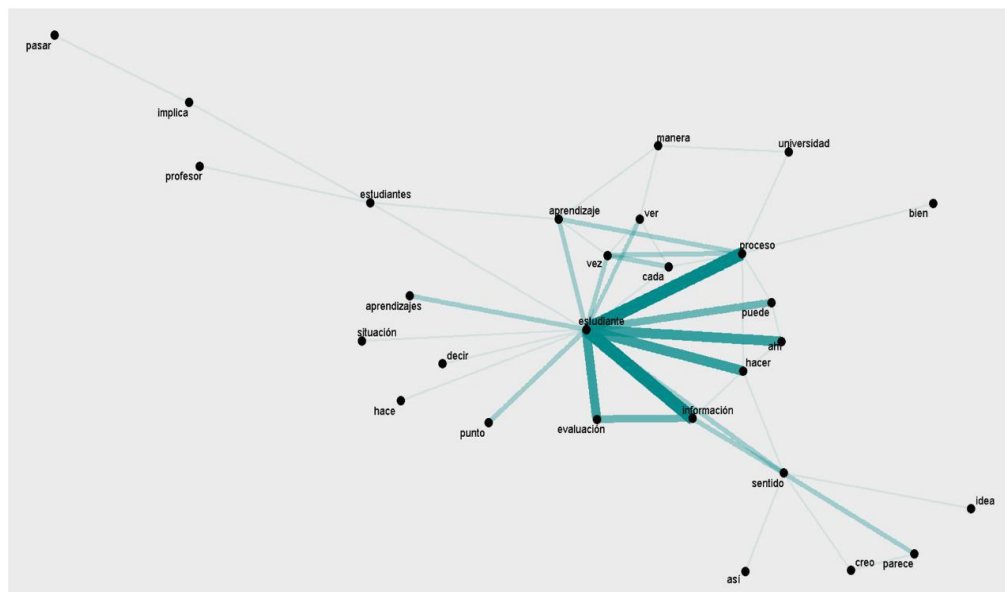 pasar
implica
manera
universidad
profesor
estudiantes
aprendizaje
ver
bien
proceso
vez
cada
aprendizajes
puede
estudiante
situación
ahí
decir
hacer
hace
información
punto
evaluación
sentido
idea
creo
parece
así